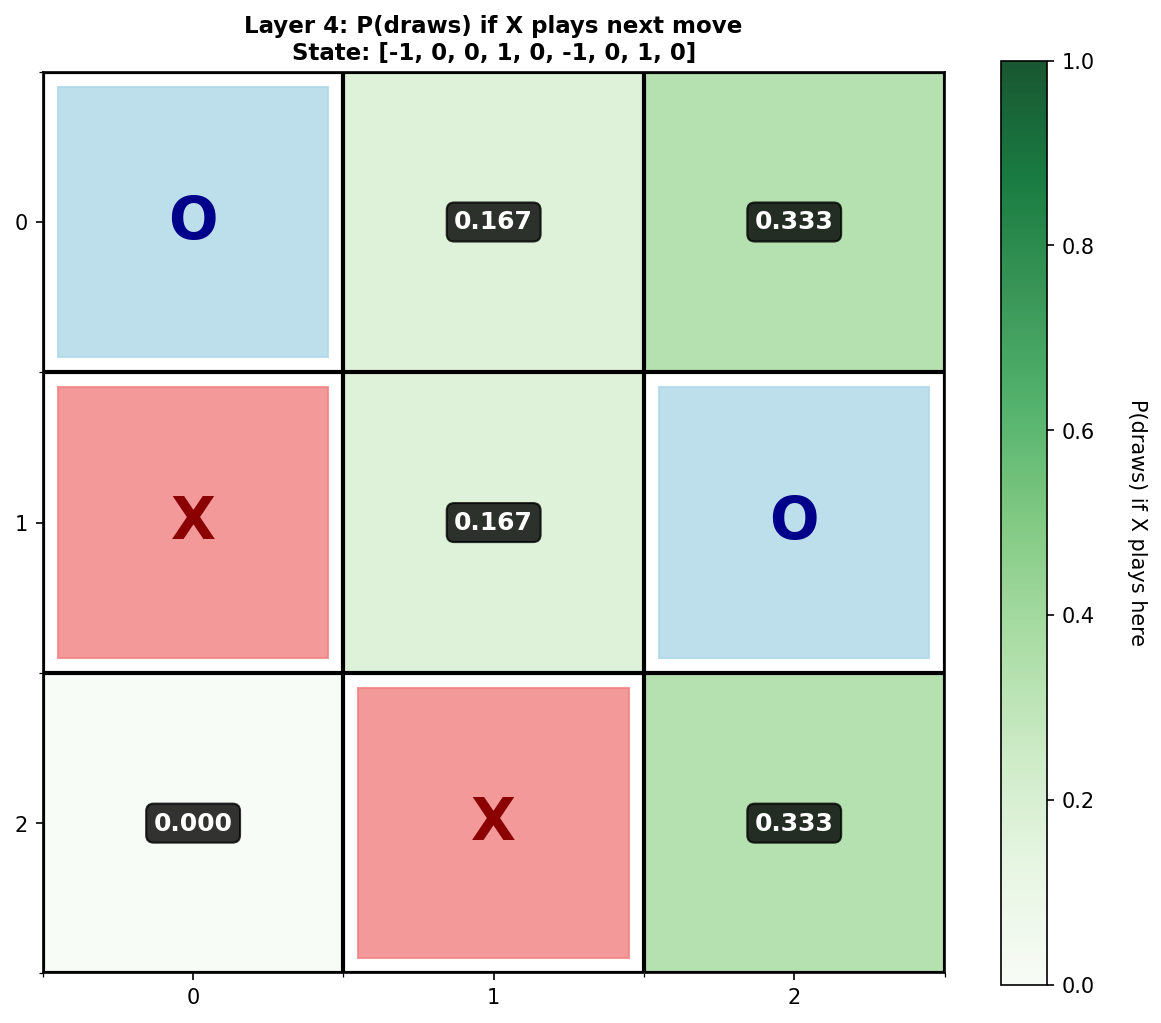 Layer 4: P(draws) if X plays next move
State: [-1, 0, 0, 1, 0, -1, 0, 1, 0]
O
0.167
0.333
X
0.167
O
0.000
X
0.333
0
1
2
0
1
2
1.0
0.8
0.6
0.4
0.2
0.0
P(draws) if X plays here